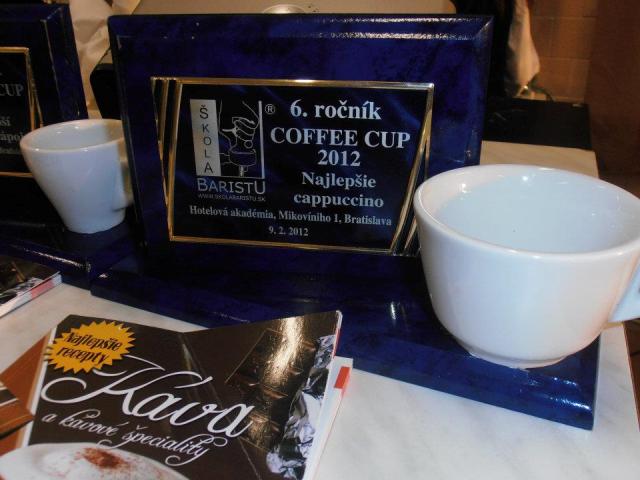 CUP
ŠKOLA
BARISTU
WWW.SKOLABARISTU.SK
®
6. ročník
COFFEE CUP
2012
Najlepšie
cappuccino
Hotelová akadémia, Mikovíniho 1, Bratislava
9. 2. 2012
Najlepšie
recepty
Káva
a kávové špeciality